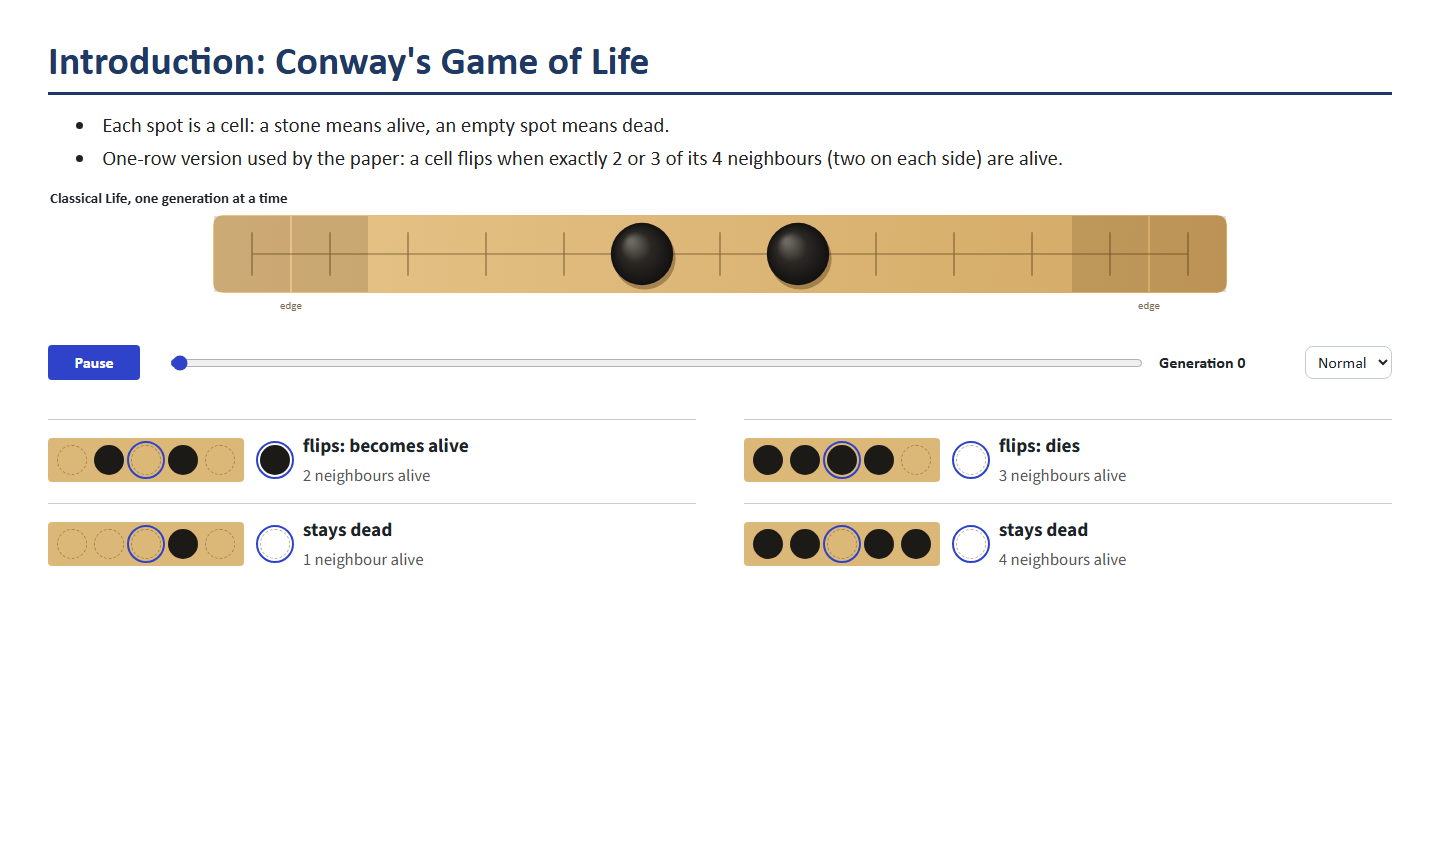 Introduction: Conway's Game of Life
• Each spot is a cell: a stone means alive, an empty spot means dead.
• One-row version used by the paper: a cell flips when exactly 2 or 3 of its 4 neighbours (two on each side) are alive.
Classical Life, one generation at a time
edge
edge
Pause
Generation 0
Normal
flips: becomes alive
2 neighbours alive
flips: dies
3 neighbours alive
stays dead
1 neighbour alive
stays dead
4 neighbours alive